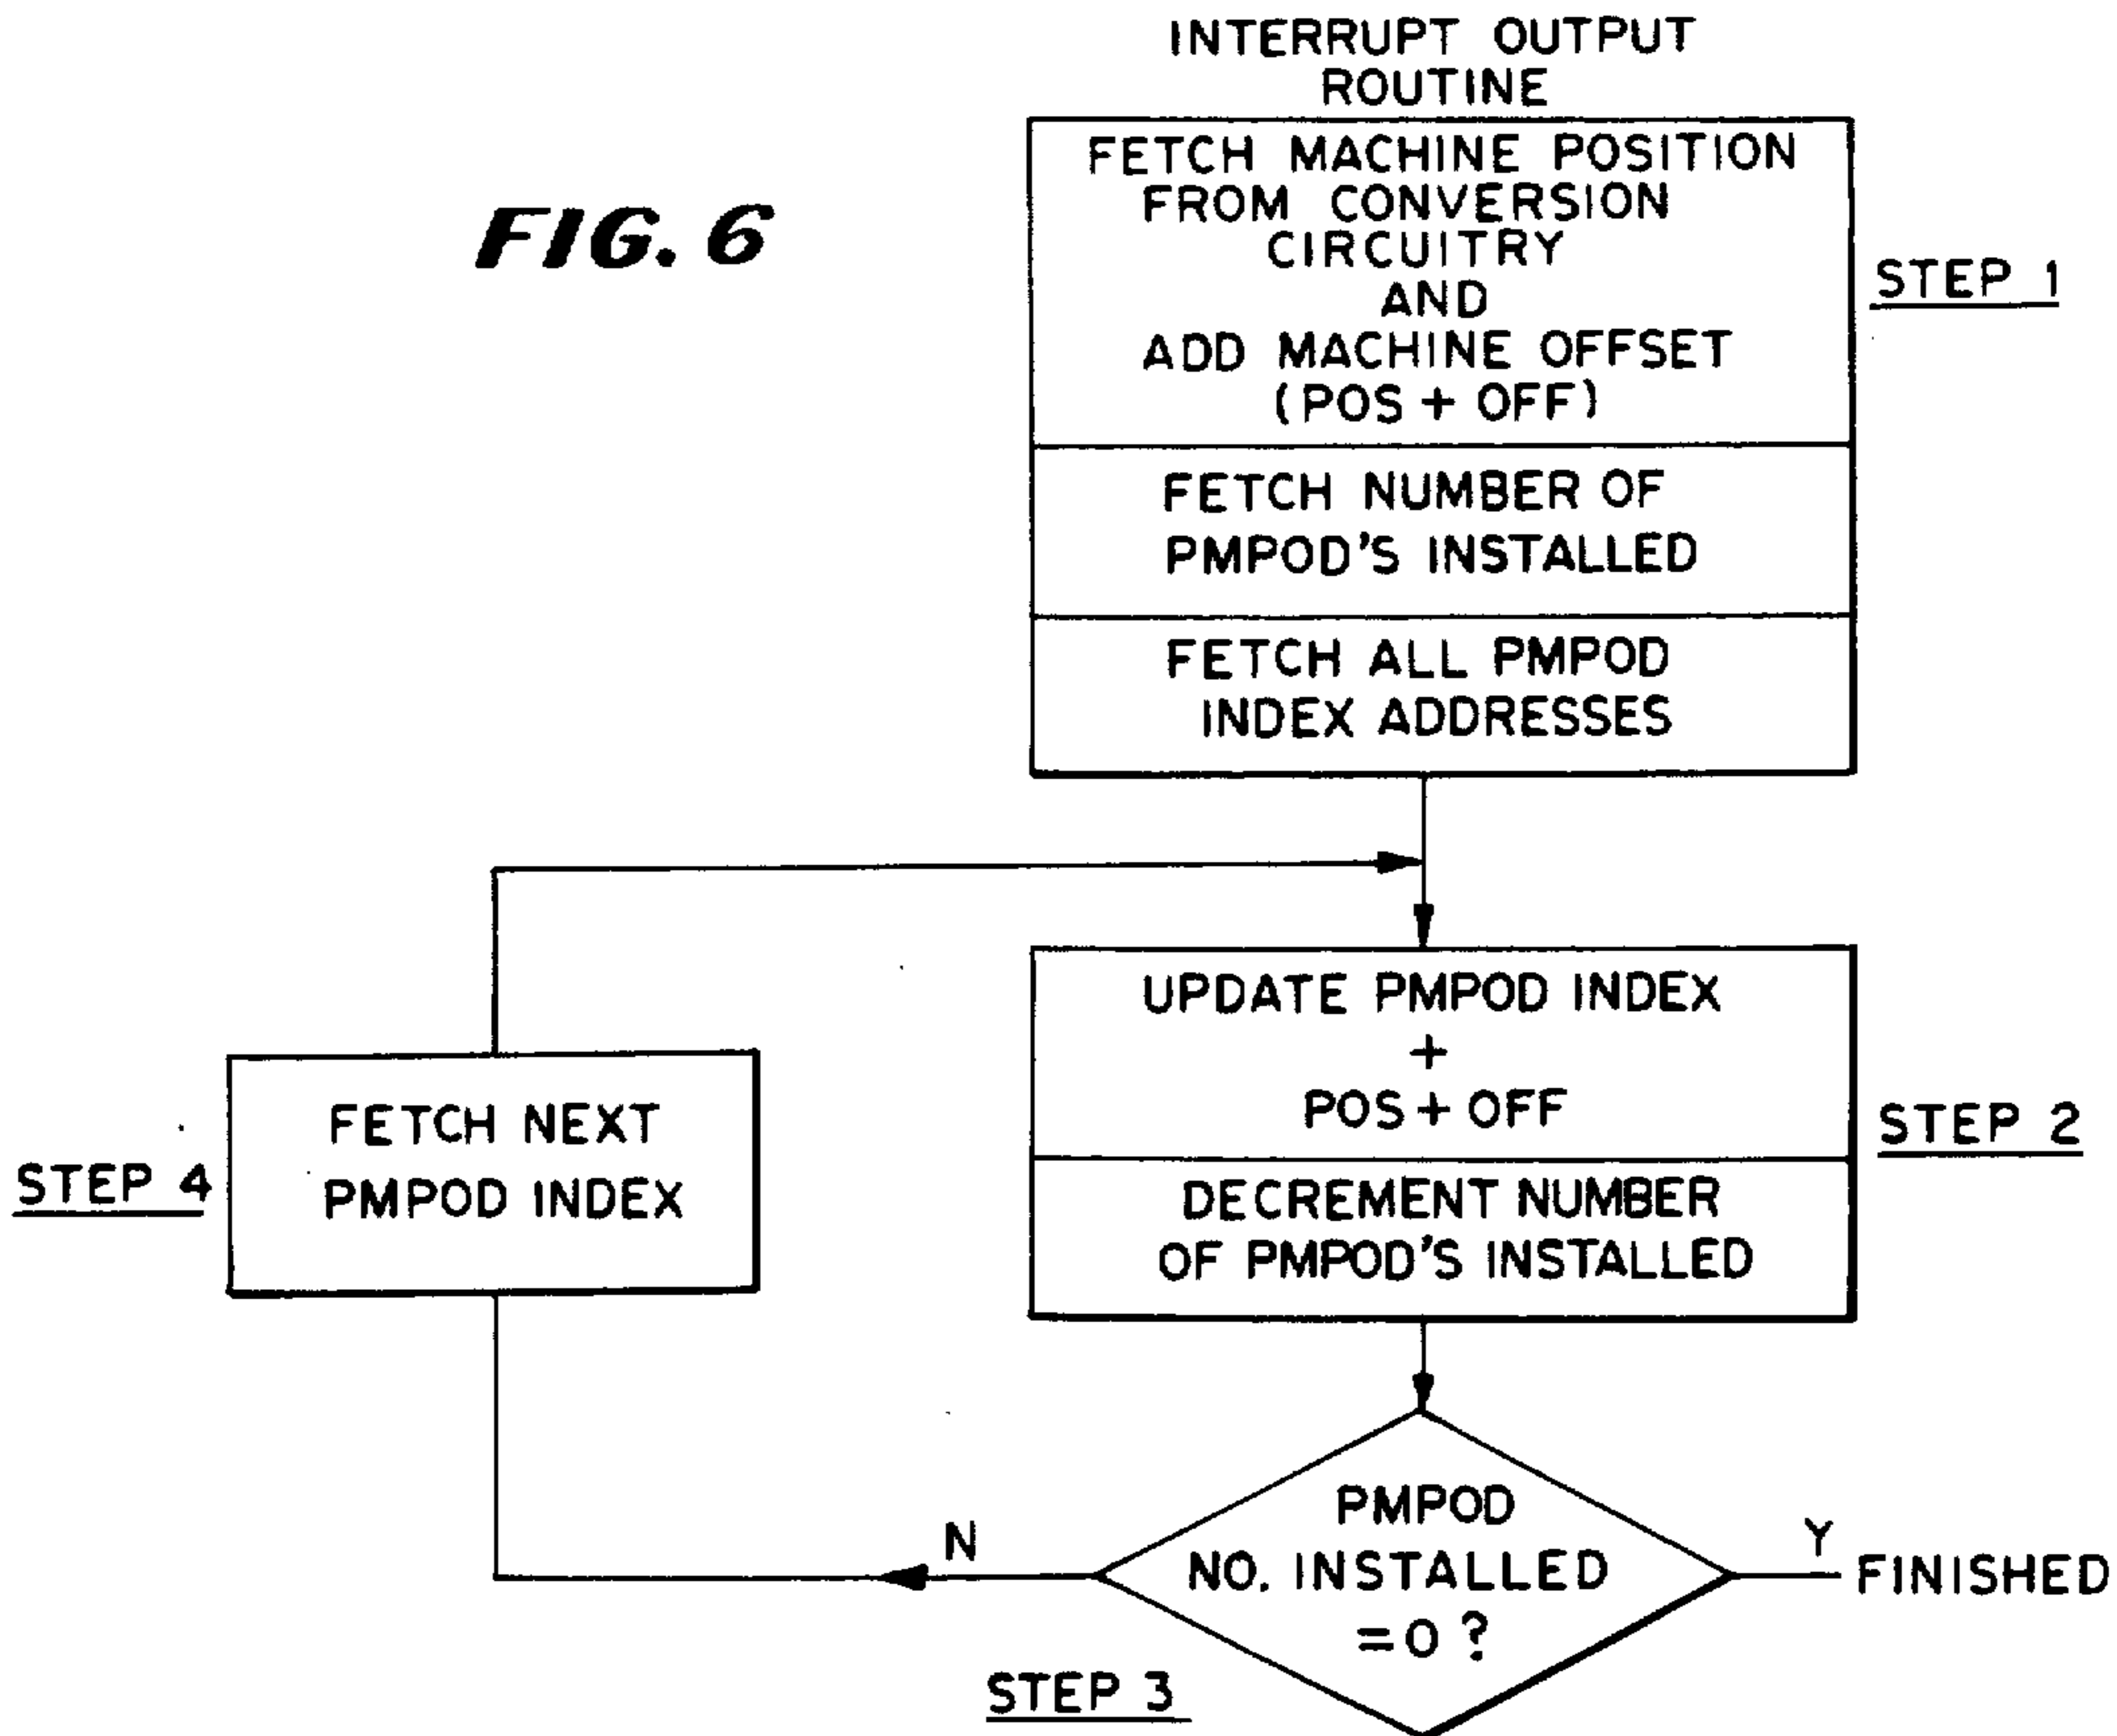 INTERRUPT OUTPUT
ROUTINE
FIG. 6
FETCH MACHINE POSITION
FROM CONVERSION
CIRCUITRY
AND
ADD MACHINE OFFSET
(POS + OFF)
STEP 1
FETCH NUMBER OF
PMPOD'S INSTALLED
FETCH ALL PMPOD
INDEX ADDRESSES
UPDATE PMPOD INDEX
+
POS + OFF
STEP 2
DECREMENT NUMBER
OF PMPOD'S INSTALLED
PMPOD
NO. INSTALLED
= 0 ?
STEP 3
Y
FINISHED
N
FETCH NEXT
PMPOD INDEX
STEP 4